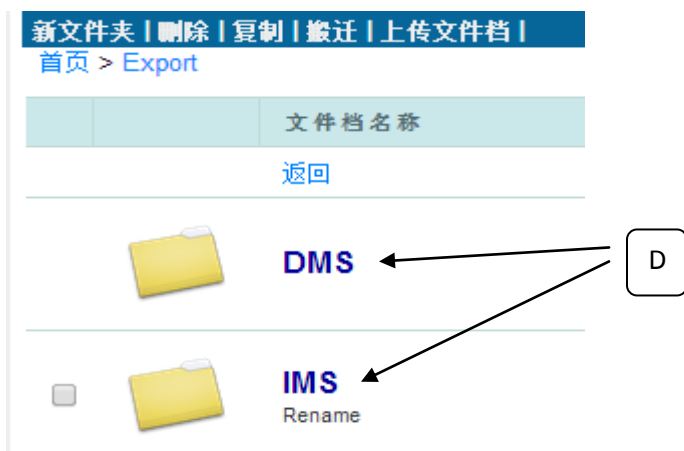 新文件夹 | 删除 | 复制 | 搬迁 | 上传文件档 |
首页 > Export
文件档名称
返回
DMS
D
IMS
Rename